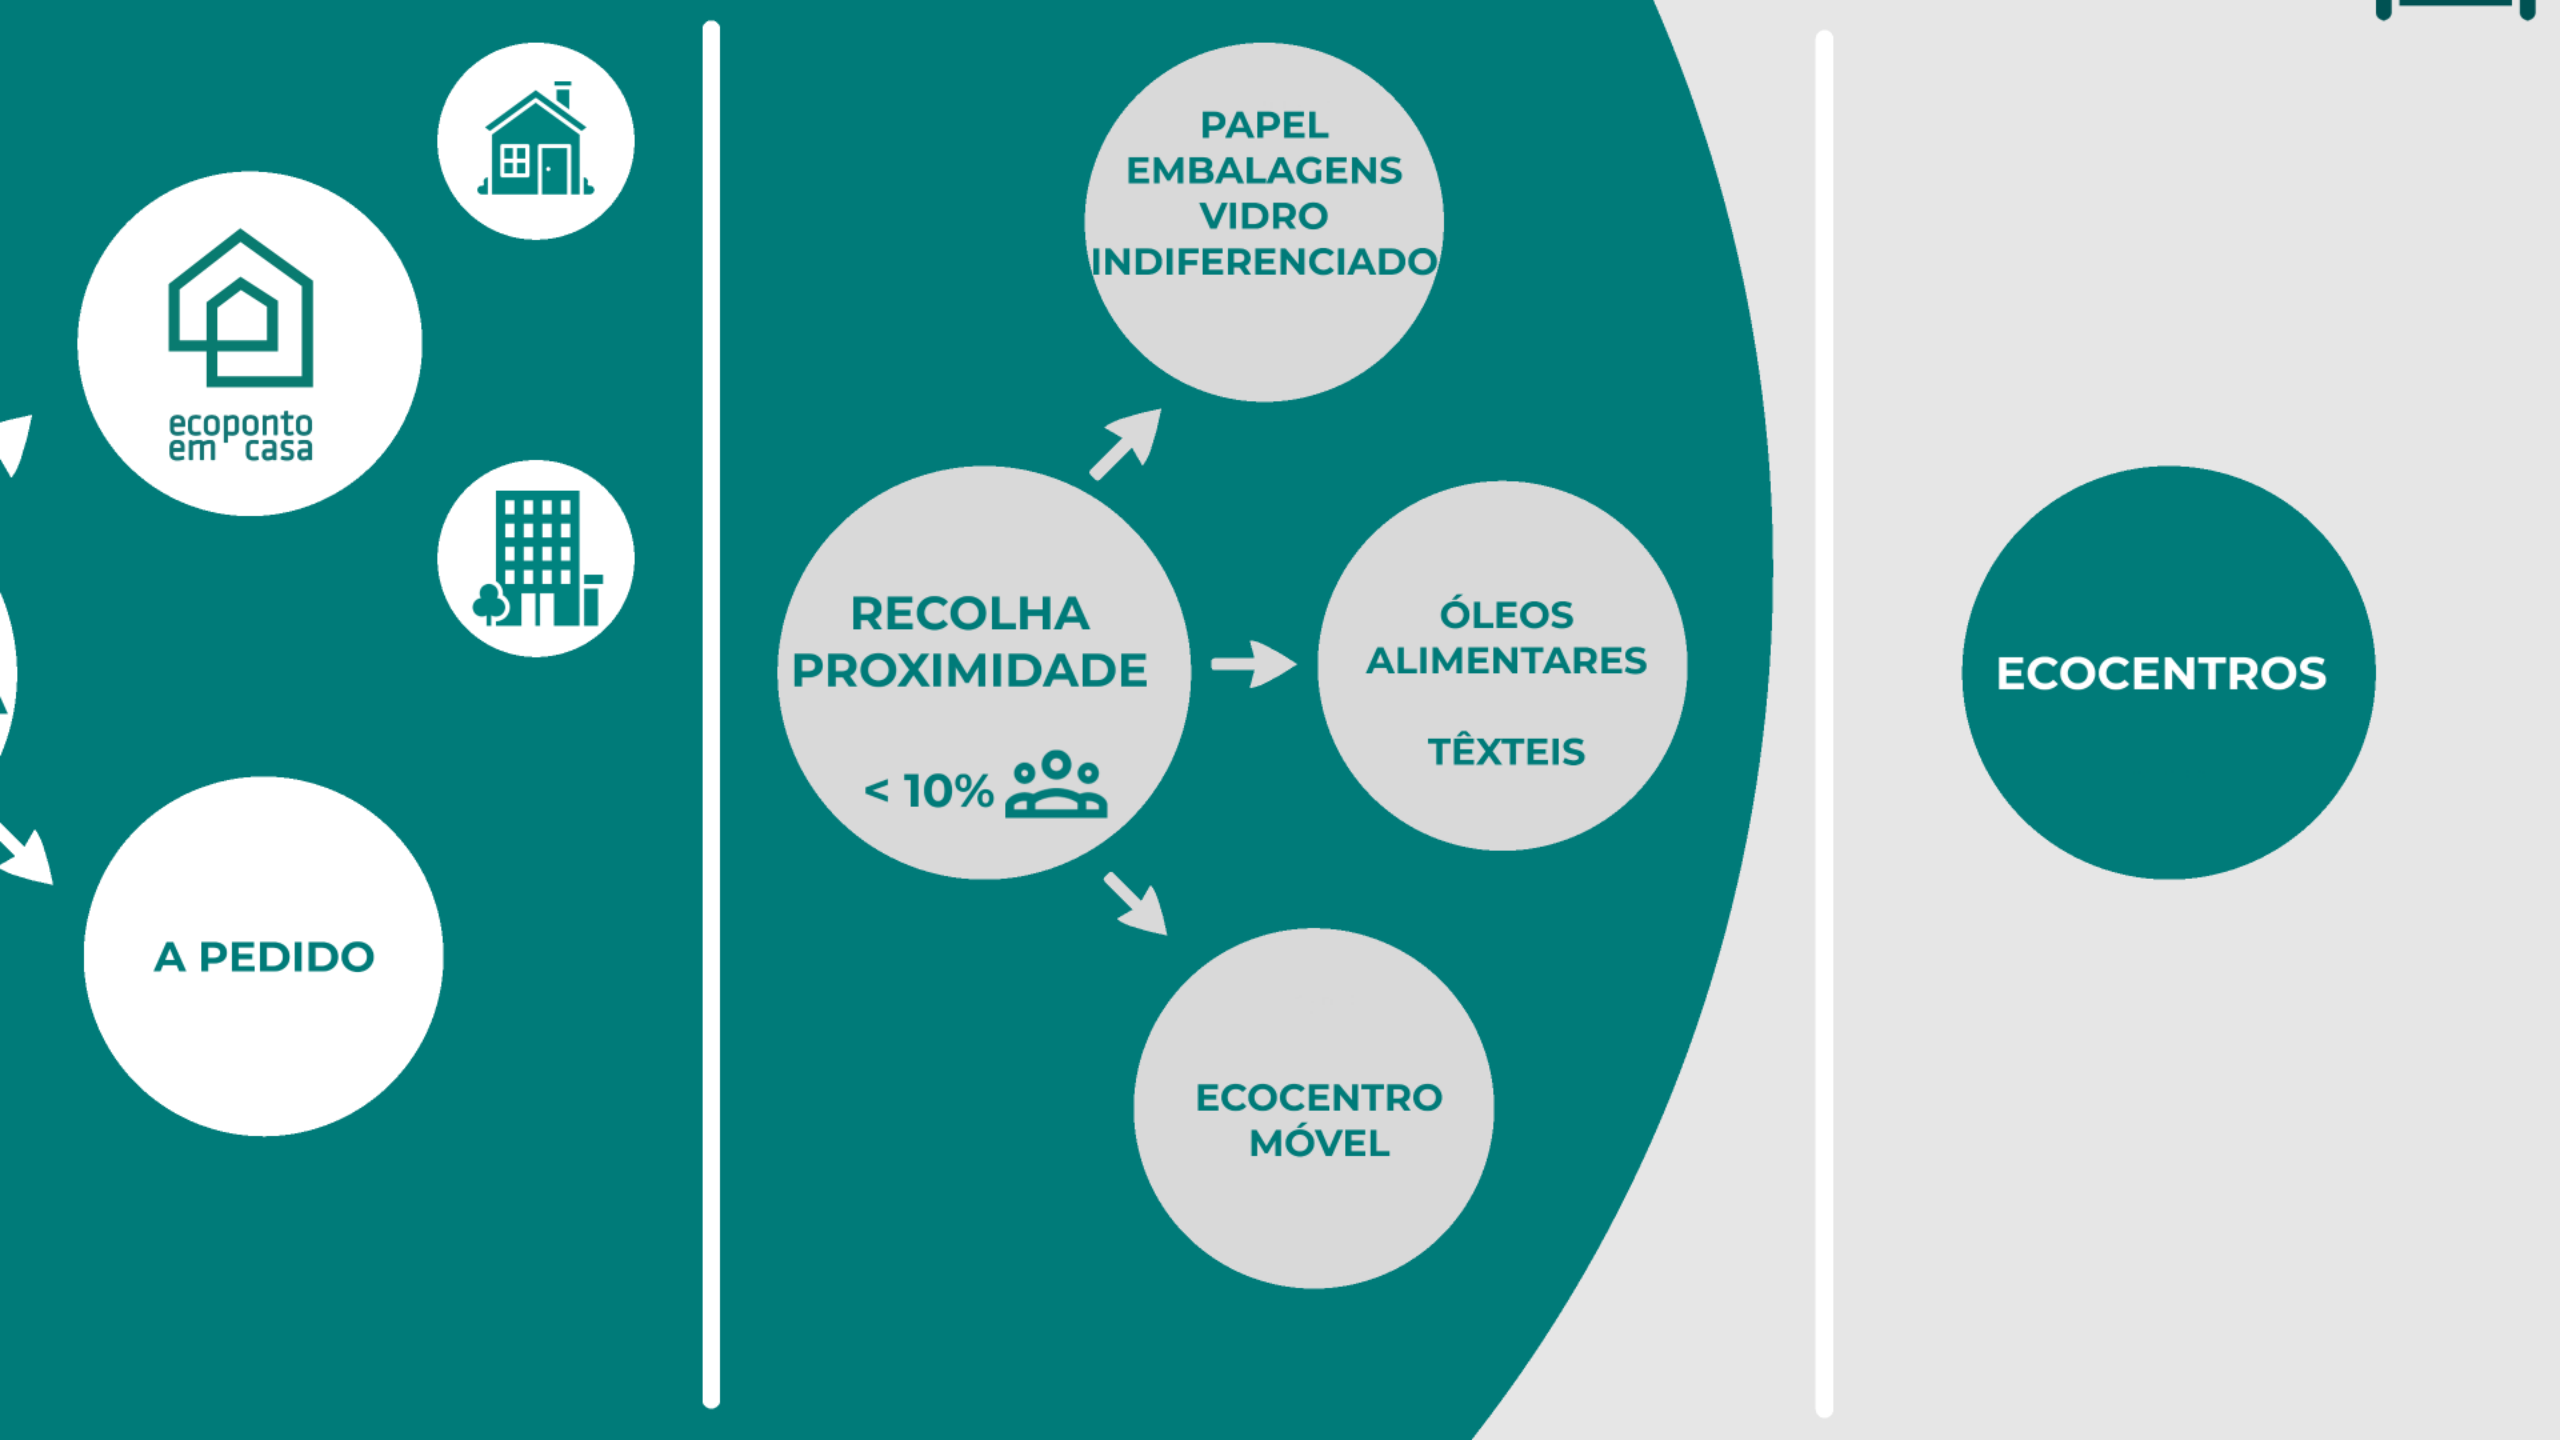 ecoponto
em casa
A PEDIDO
PAPEL
EMBALAGENS
VIDRO
INDIFERENCIADO
RECOLHA
PROXIMIDADE
< 10%
ÓLEOS
ALIMENTARES
TÊXTEIS
ECOCENTRO
MÓVEL
ECOCENTROS